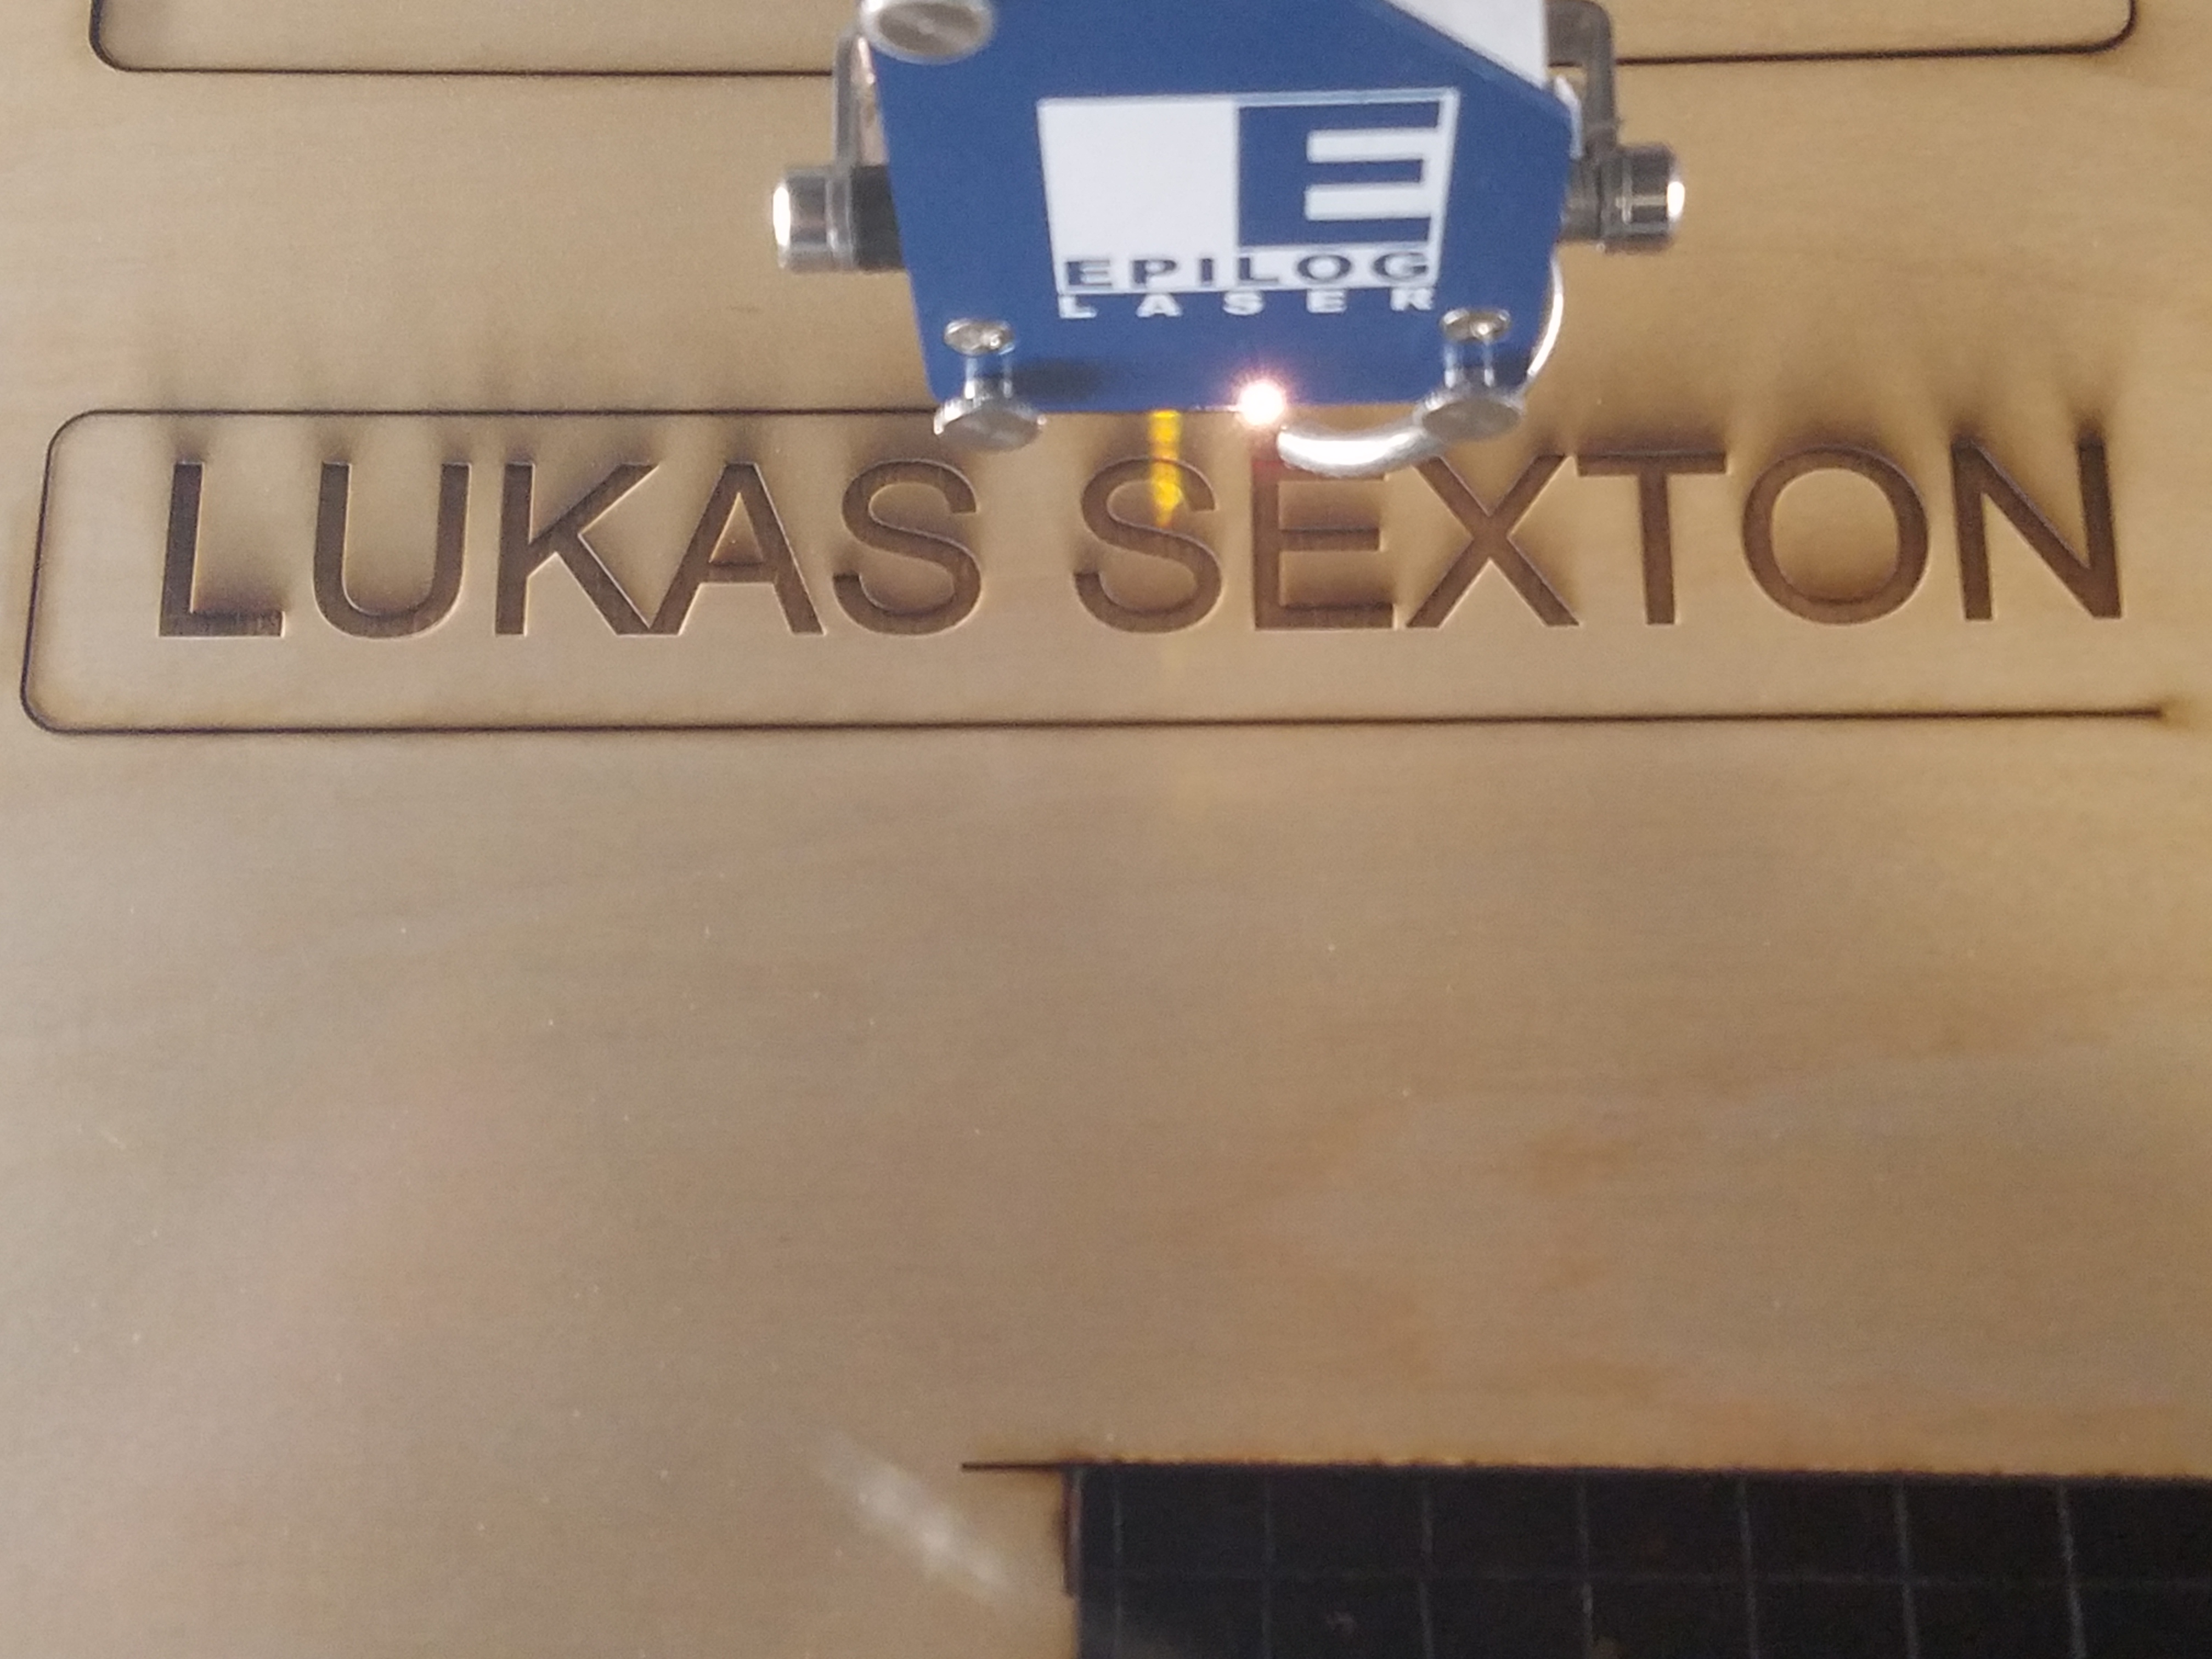 E
EPILOG
LASER
LUKAS SEXTON